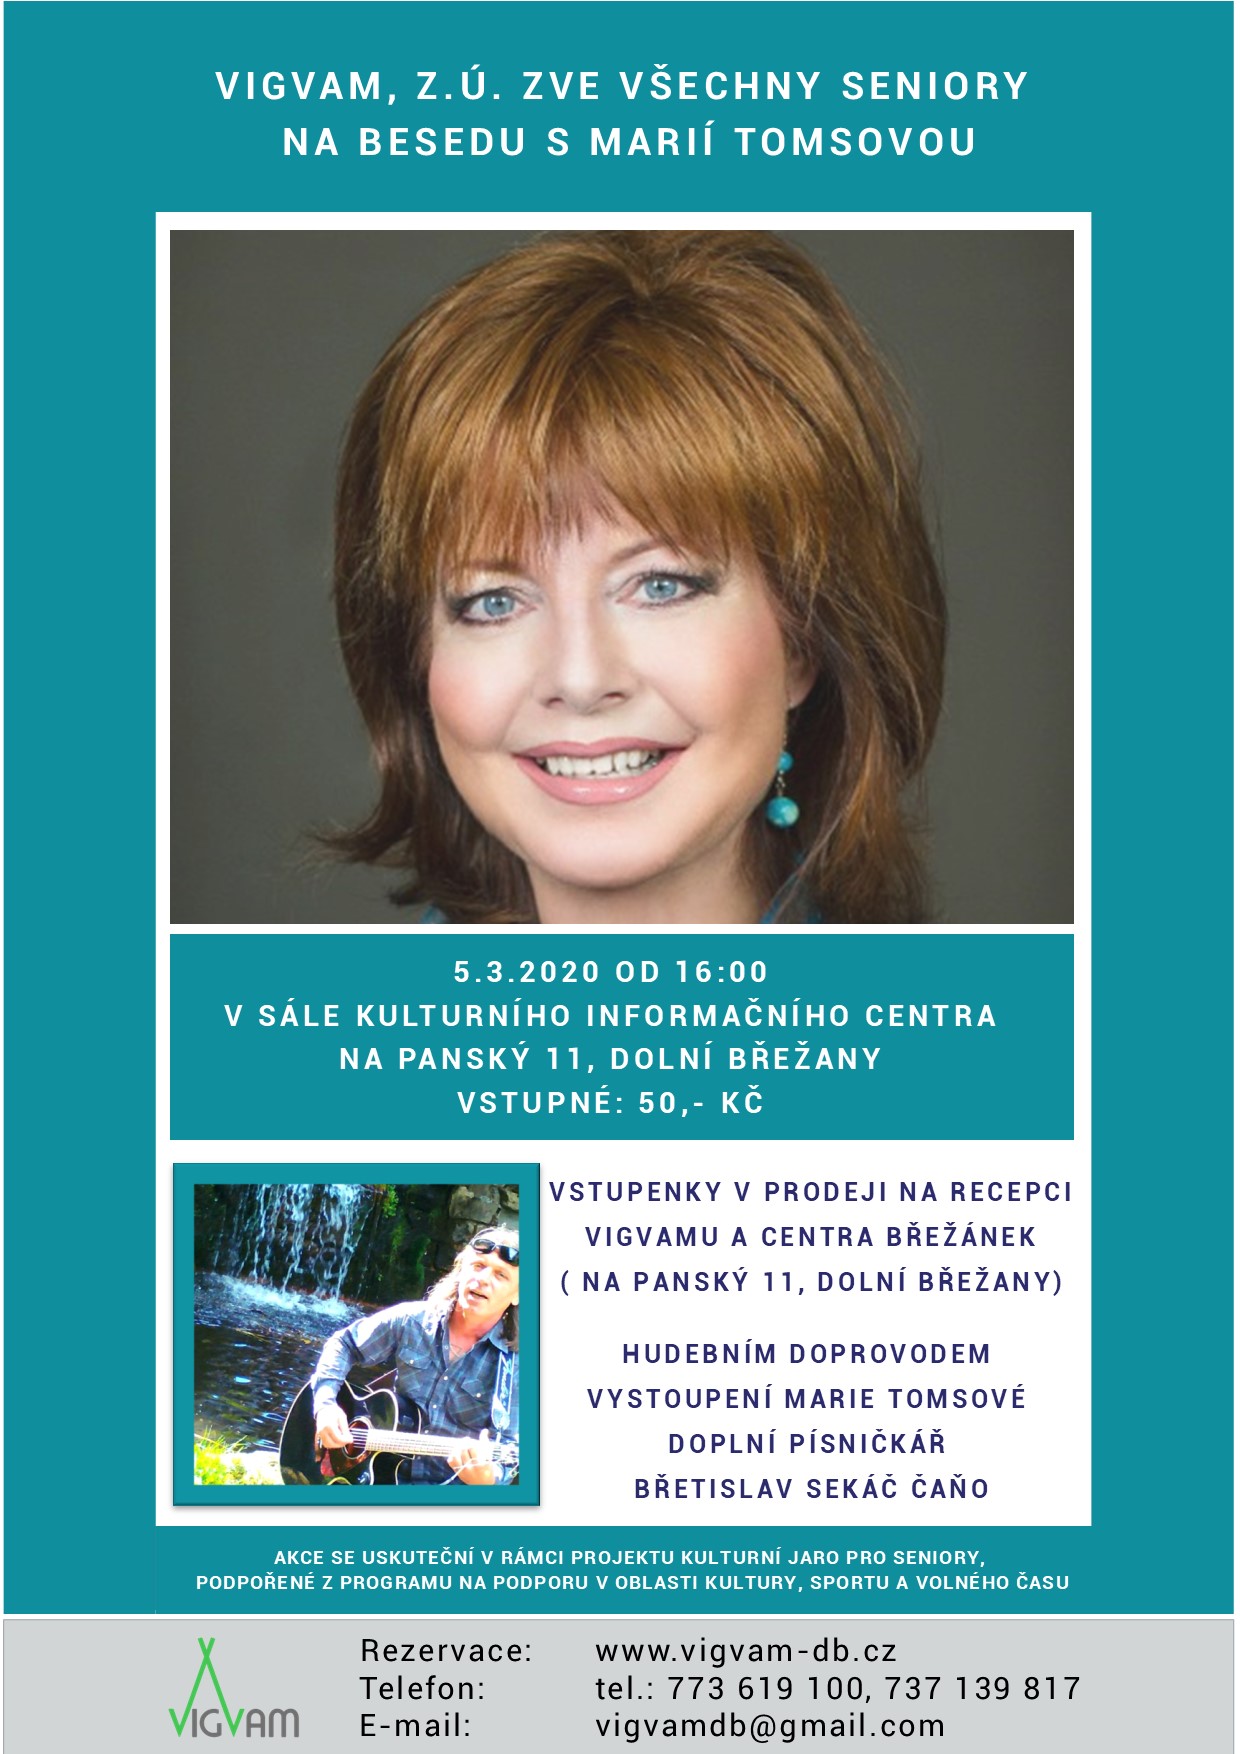 VIGVAM, Z.Ú. ZVE VŠECHNY SENIORY
NA BESEDU S MARIÍ TOMSOVOU
5.3.2020 OD 16:00
V SÁLE KULTURNÍHO INFORMAČNÍHO CENTRA
NA PANSKÝ 11, DOLNÍ BŘEŽANY
VSTUPNÉ: 50,- KČ
VSTUPENKY V PRODEJI NA RECEPCI
VIGVAMU A CENTRA BŘEŽÁNEK
( NA PANSKÝ 11, DOLNÍ BŘEŽANY)
HUDEBNÍM DOPROVODEM
VYSTOUPENÍ MARIE TOMSOVÉ
DOPLNÍ PÍSNIČKÁŘ
BŘETISLAV SEKÁČ ČAŇO
AKCE SE USKUTEČNÍ V RÁMCI PROJEKTU KULTURNÍ JARO PRO SENIORY,
PODPOŘENÉ Z PROGRAMU NA PODPORU V OBLASTI KULTURY, SPORTU A VOLNÉHO ČASU
VIGVAM
Rezervace: www.vigvam-db.cz
Telefon: tel.: 773 619 100, 737 139 817
E-mail: vigvamdb@gmail.com